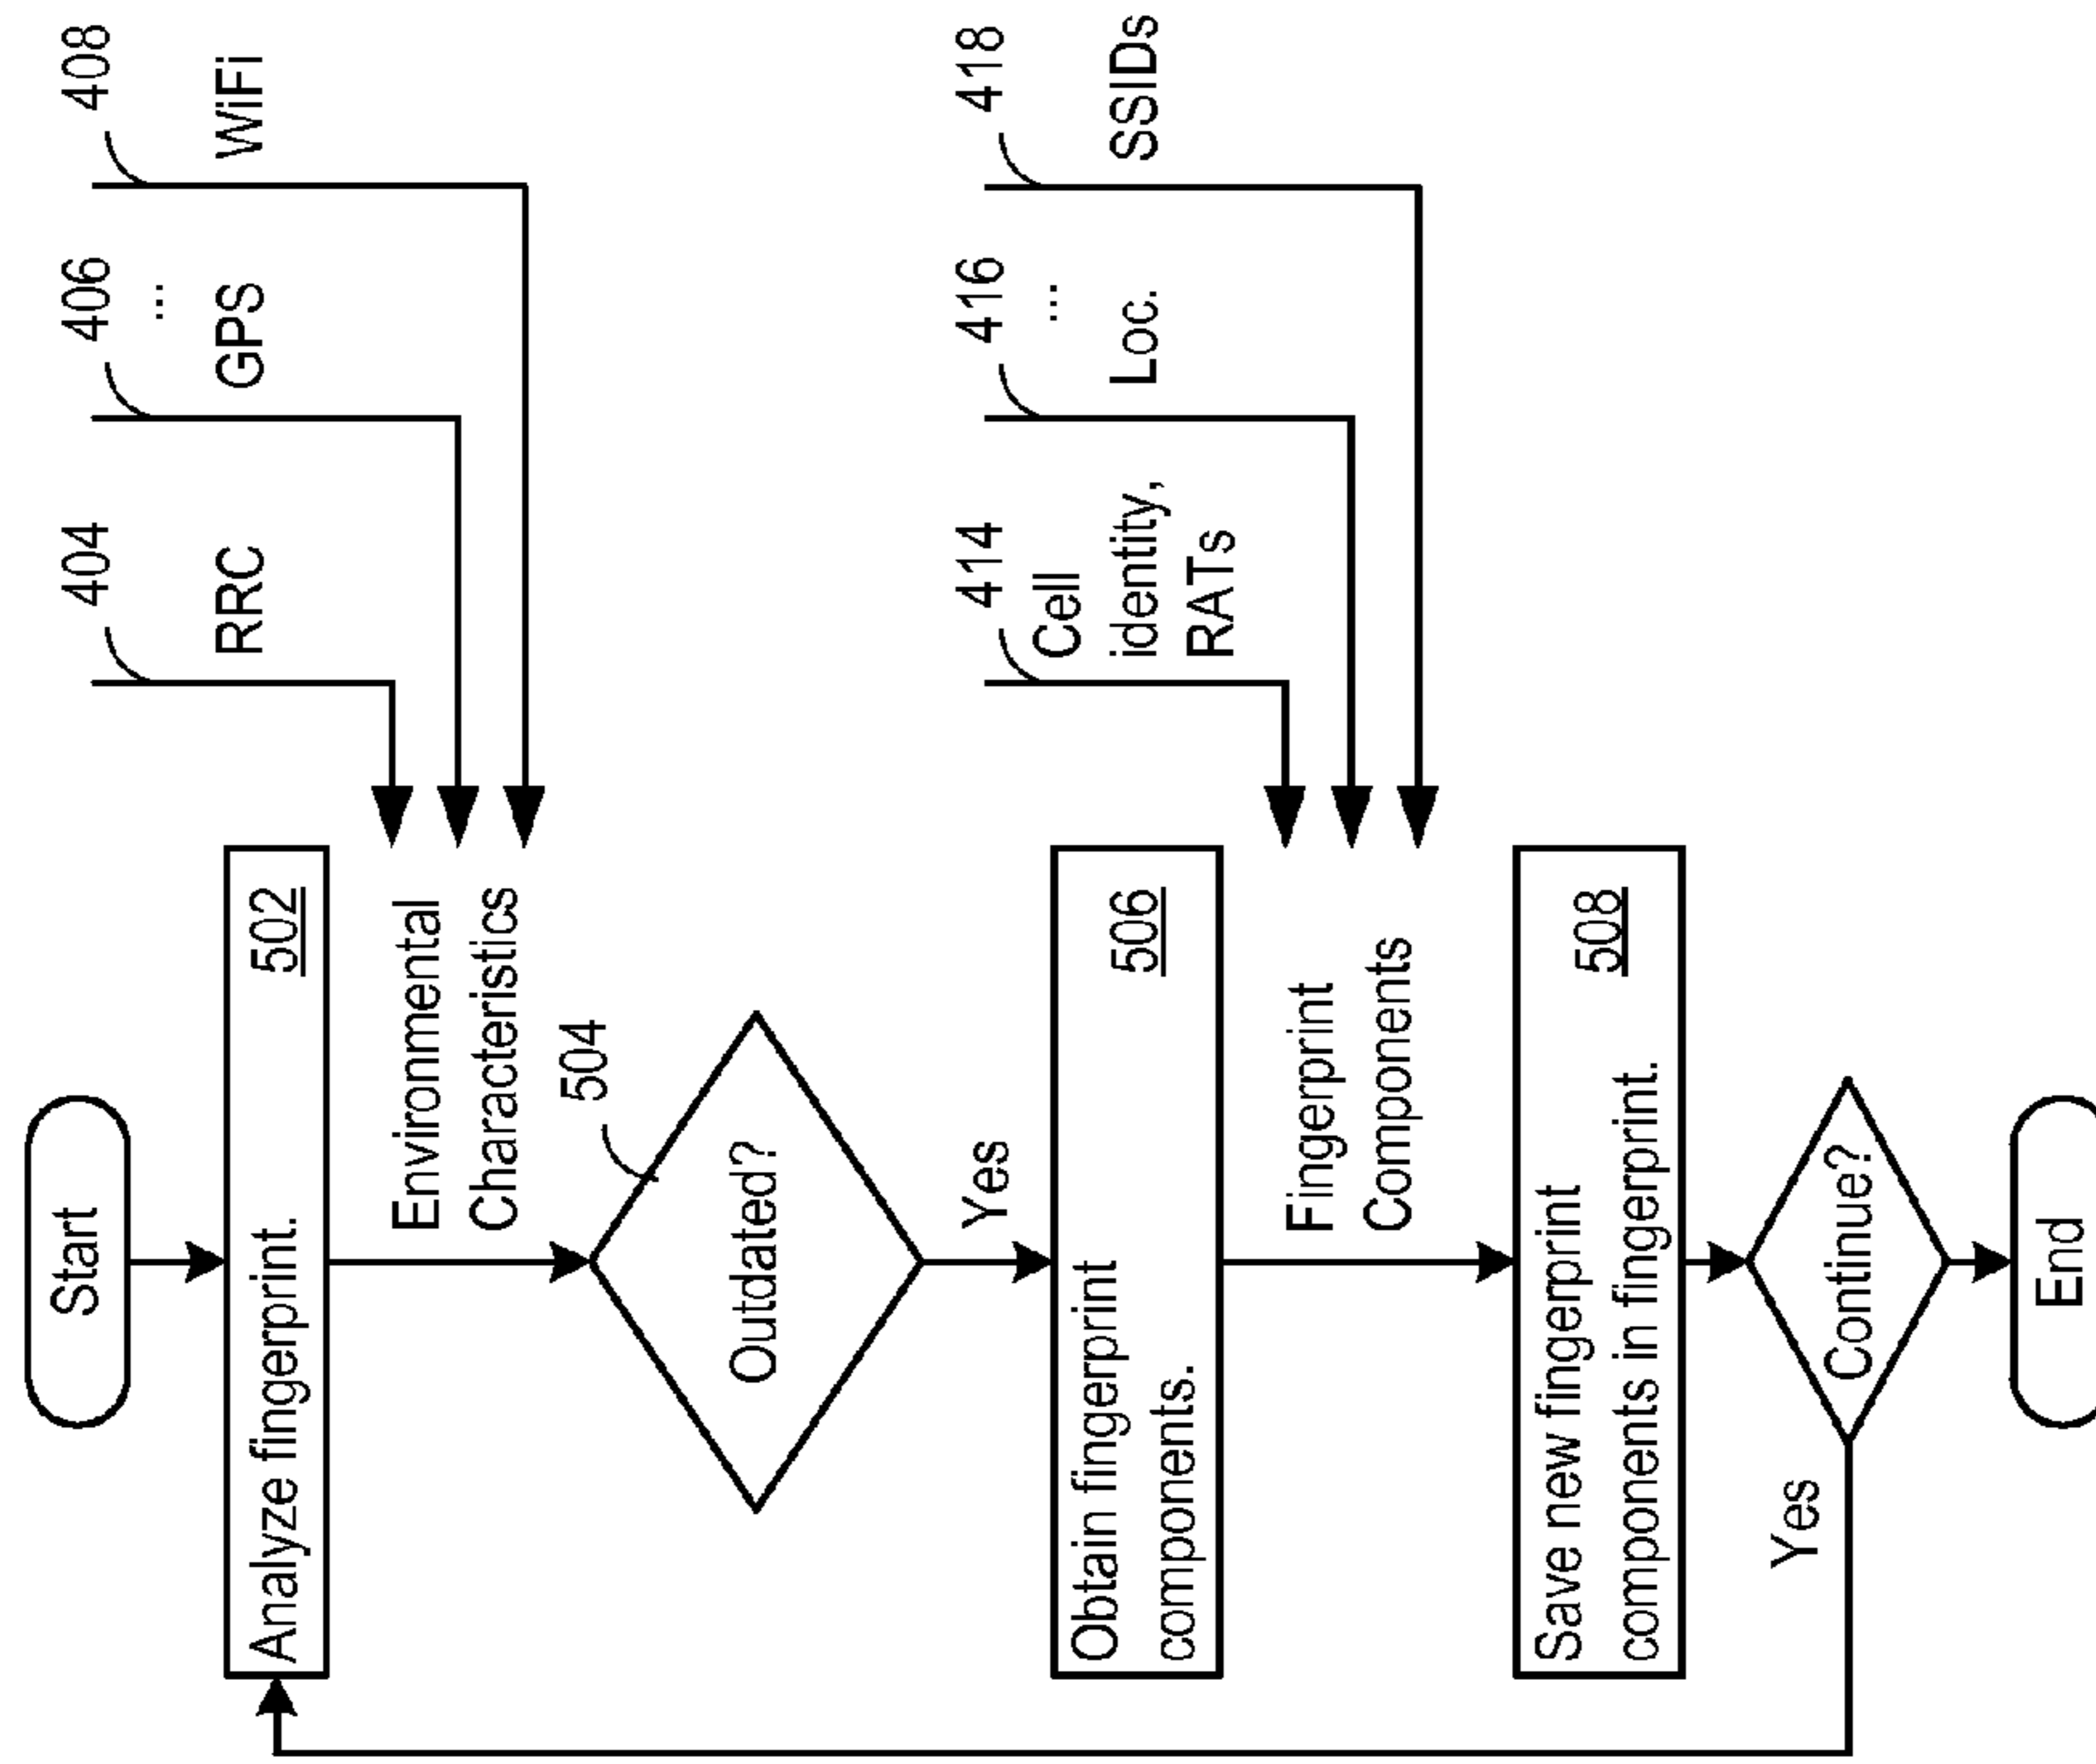 Start
Analyze fingerprint. 502
404
406
408
RRC
GPS
...
WiFi
Environmental
Characteristics
504
Outdated?
Yes
Obtain fingerprint
components.
506
414
416
418
Cell
identity,
RATs
Loc.
...
SSIDs
Fingerprint
Components
Save new fingerprint
components in fingerprint.
508
Continue?
Yes
End